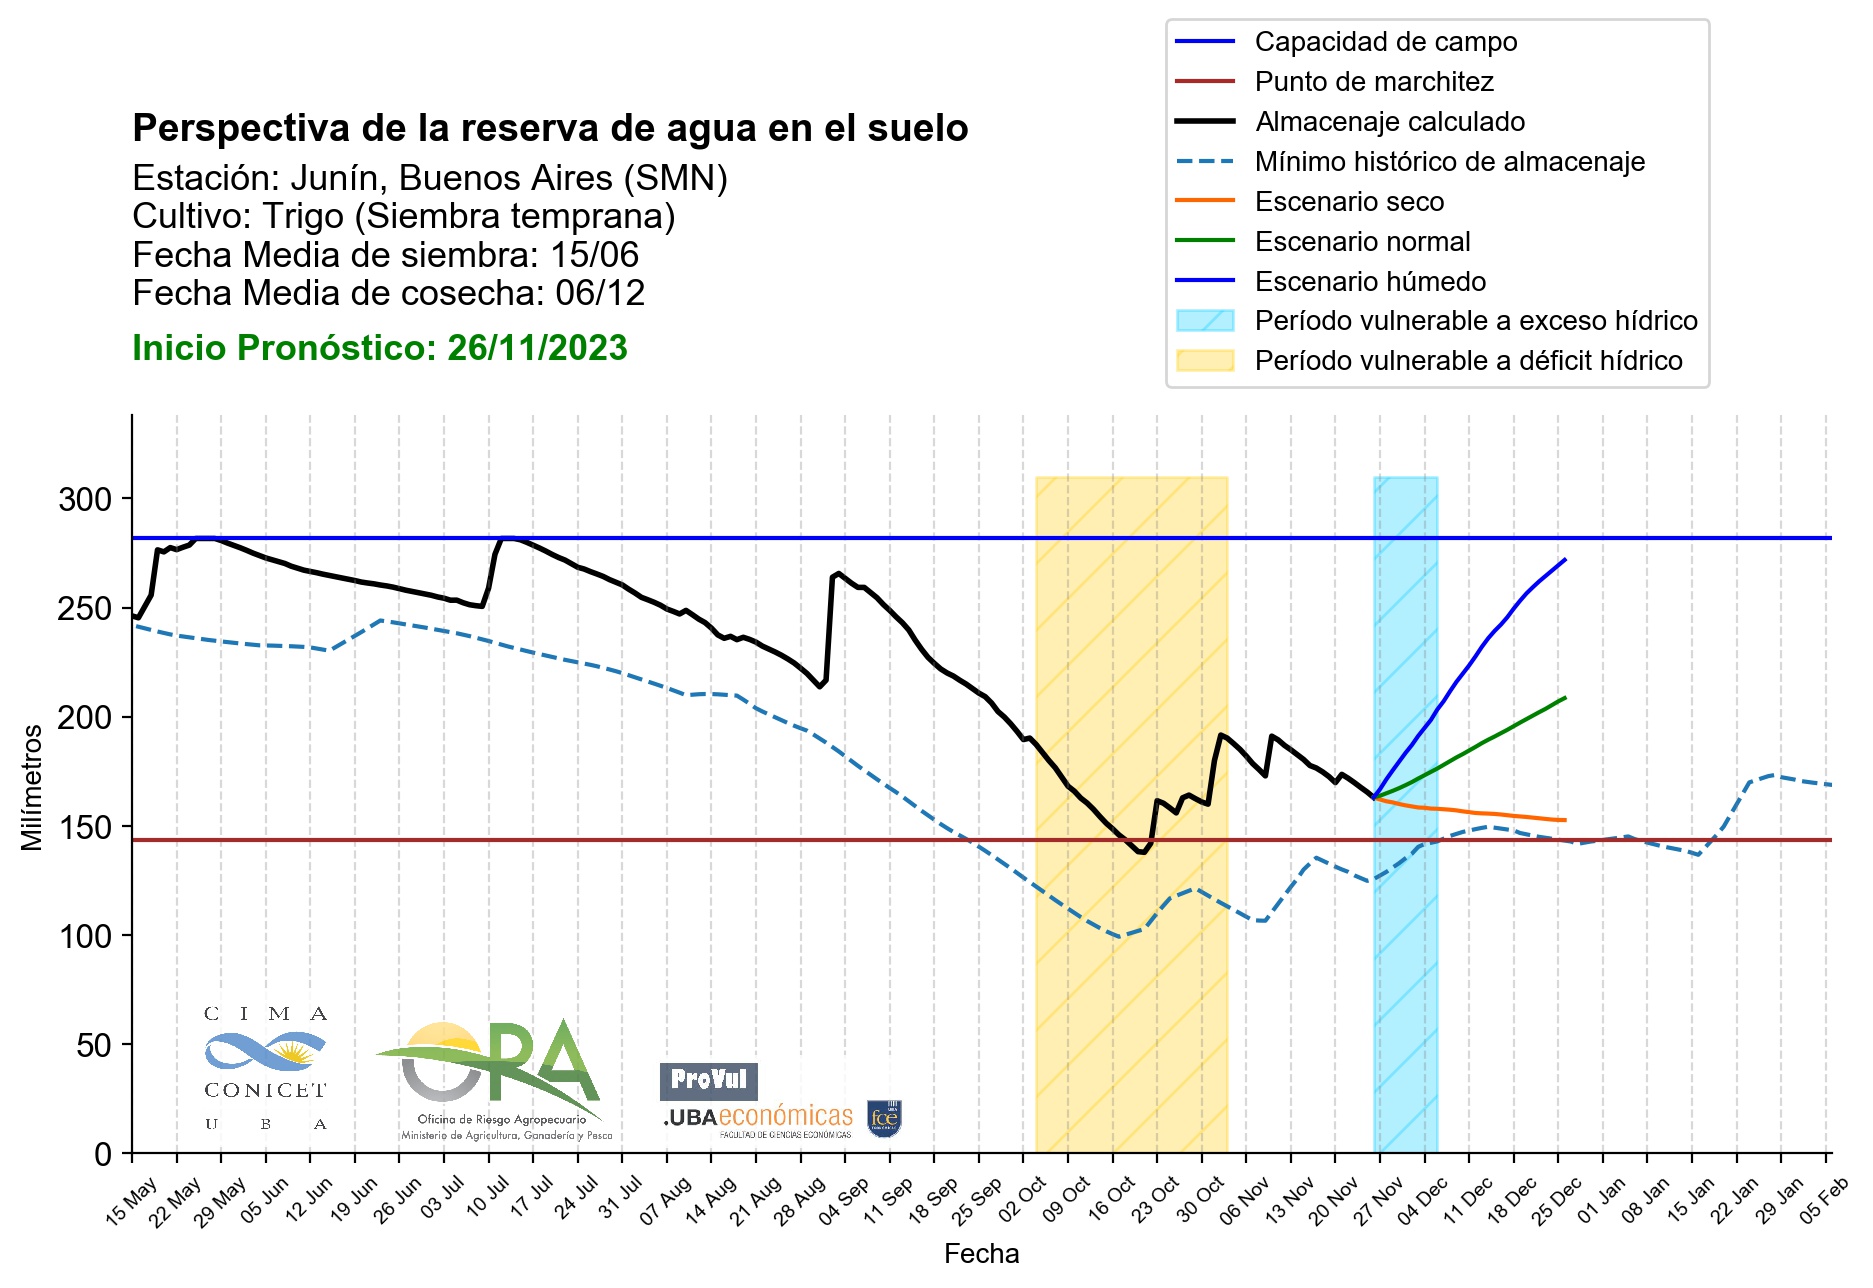 Capacidad de campo
Punto de marchitez
Almacenaje calculado
Mínimo histórico de almacenaje
Escenario seco
Escenario normal
Escenario húmedo
Período vulnerable a exceso hídrico
Período vulnerable a déficit hídrico
Perspectiva de la reserva de agua en el suelo
Estación: Junín, Buenos Aires (SMN)
Cultivo: Trigo (Siembra temprana)
Fecha Media de siembra: 15/06
Fecha Media de cosecha: 06/12
Inicio Pronóstico: 26/11/2023
Milímetros
300
250
200
150
100
50
0
CIMA
CONICET
UBA
ORA
Oficina de Riesgo Agropecuario
Ministerio de Agricultura, Ganadería y Pesca
ProVul
.UBAeconómicas
FACULTAD DE CIENCIAS ECONÓMICAS
fce
15 May
22 May
29 May
05 Jun
12 Jun
19 Jun
26 Jun
03 Jul
10 Jul
17 Jul
24 Jul
31 Jul
07 Aug
14 Aug
21 Aug
28 Aug
04 Sep
11 Sep
18 Sep
25 Sep
02 Oct
09 Oct
16 Oct
23 Oct
30 Oct
06 Nov
13 Nov
20 Nov
27 Nov
04 Dec
11 Dec
18 Dec
25 Dec
01 Jan
08 Jan
15 Jan
22 Jan
29 Jan
05 Feb
Fecha